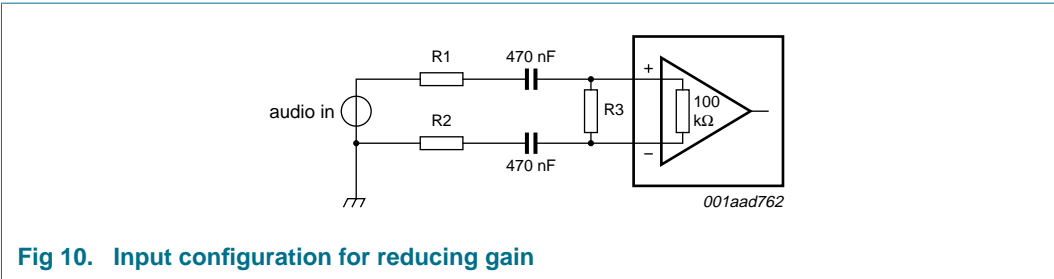 R1
470 nF
+
audio in
R3
100
kΩ
R2
−
470 nF
001aad762
Fig 10. Input configuration for reducing gain